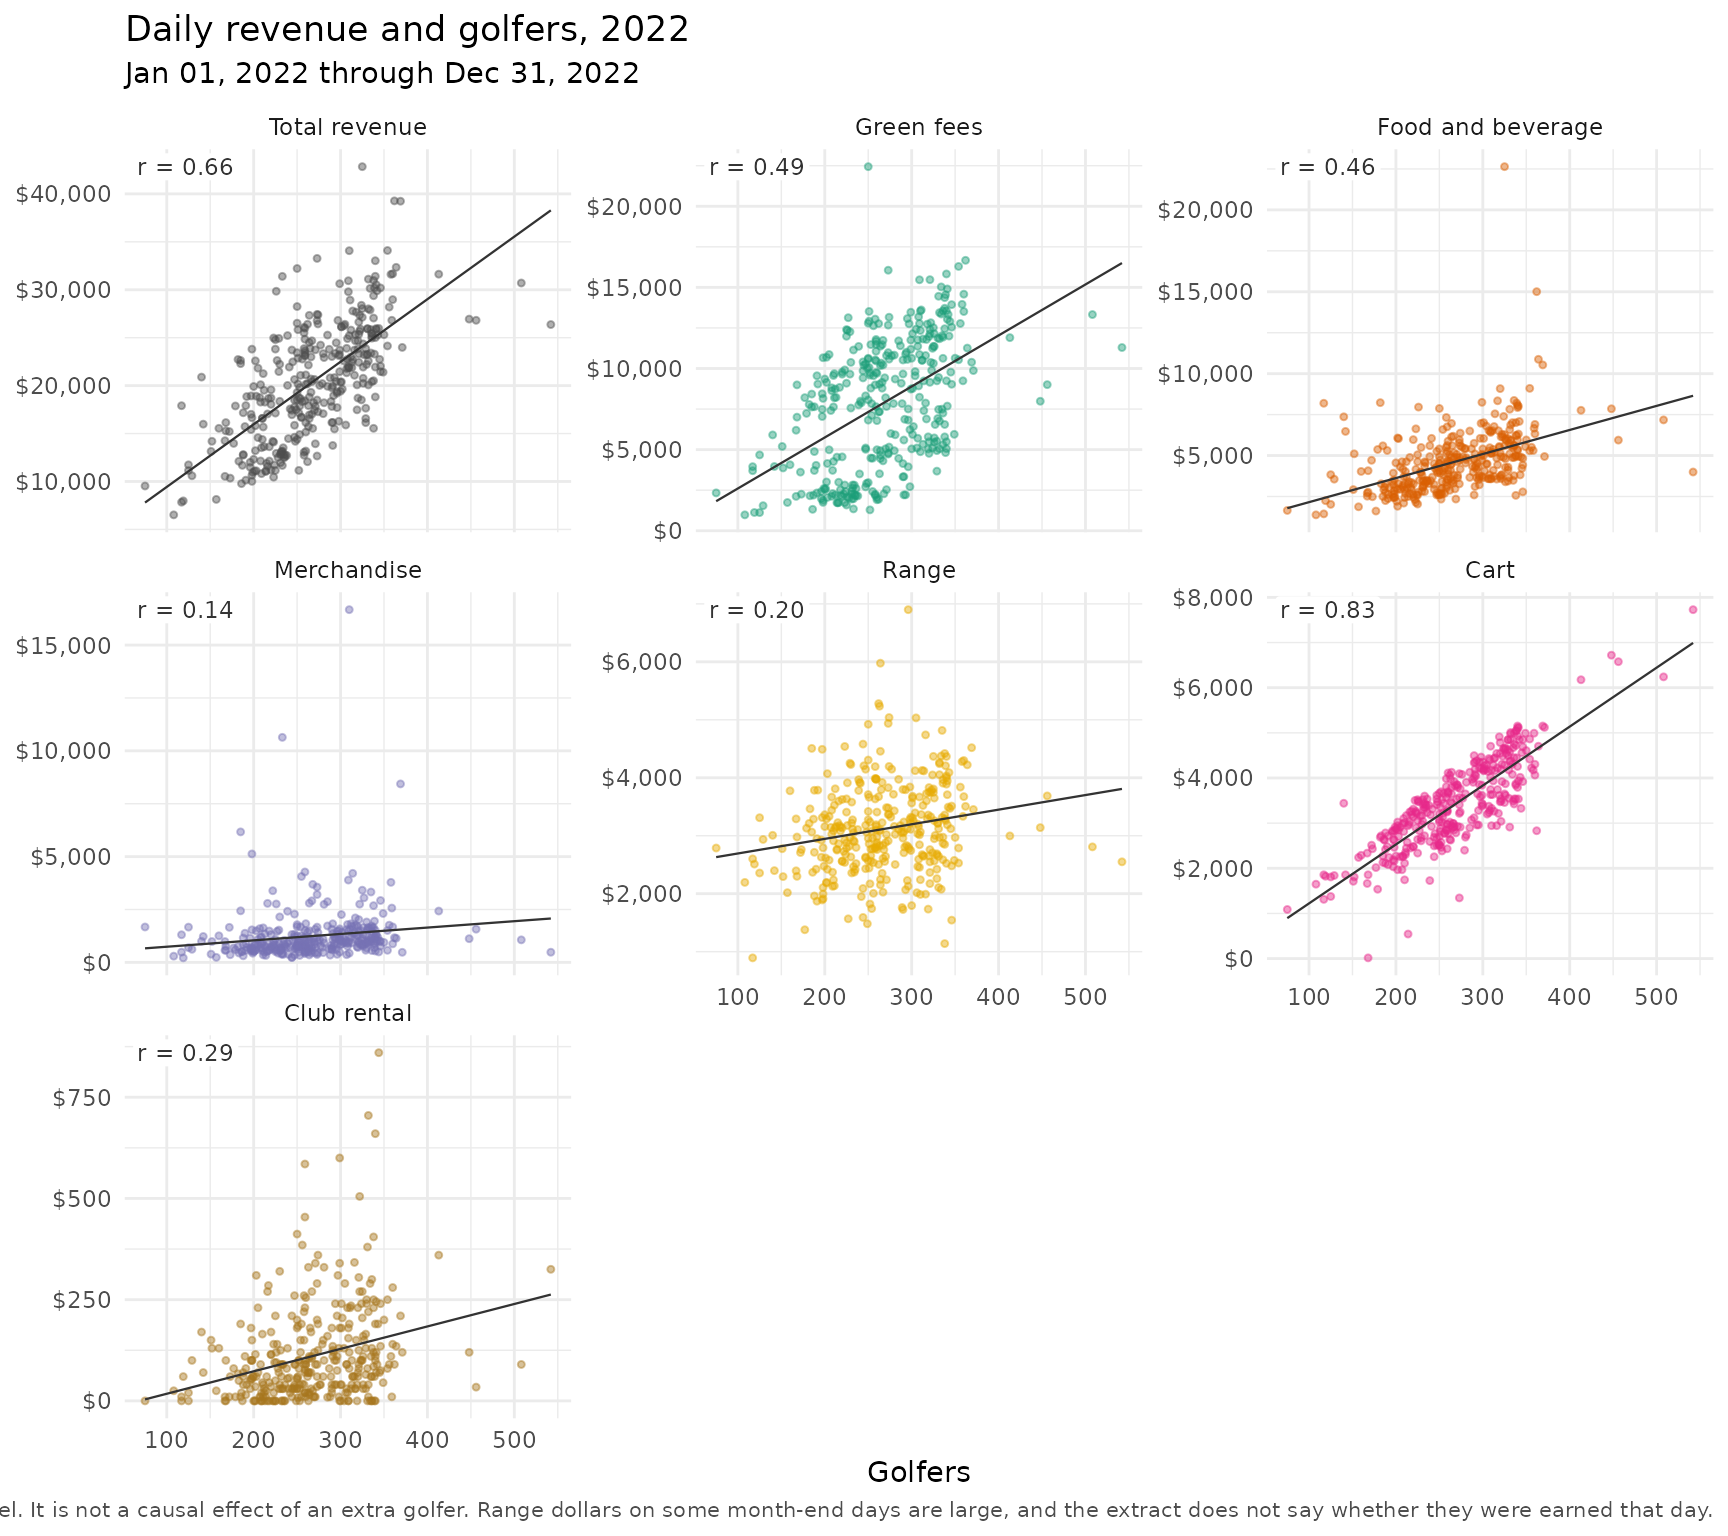 Daily revenue and golfers, 2022
Jan 01, 2022 through Dec 31, 2022
Total revenue
Green fees
Food and beverage
r = 0.66
r = 0.49
r = 0.46
$40,000
$30,000
$20,000
$10,000
$20,000
$15,000
$10,000
$5,000
$0
$20,000
$15,000
$10,000
$5,000
Merchandise
Range
Cart
r = 0.14
r = 0.20
r = 0.83
$15,000
$10,000
$5,000
$0
$6,000
$4,000
$2,000
100 200 300 400 500
$8,000
$6,000
$4,000
$2,000
$0
100 200 300 400 500
Club rental
r = 0.29
$750
$500
$250
$0
100 200 300 400 500
Golfers
el. It is not a causal effect of an extra golfer. Range dollars on some month-end days are large, and the extract does not say whether they were earned that day.